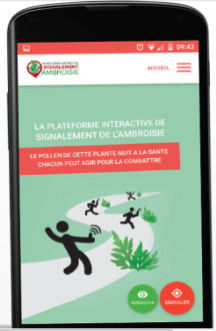 09:43
PLATEFORME INTERACTIVE
SIGNALEMENT
AMBROISIE
ACCUEIL
LA PLATEFORME INTERACTIVE DE
SIGNALEMENT DE L'AMBROISIE
LE POLLEN DE CETTE PLANTE NUIT A LA SANTE
CHACUN PEUT AGIR POUR LA COMBATTRE
SIGNALER